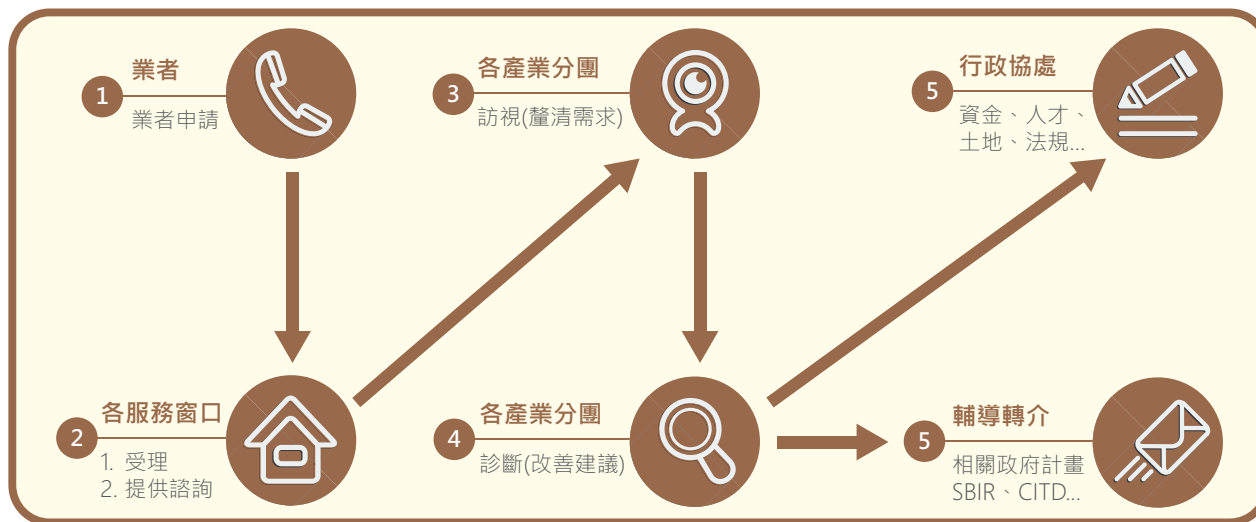 1
業者
業者申請
2
各服務窗口
1. 受理
2. 提供諮詢
3
各產業分團
訪視(釐清需求)
4
各產業分團
診斷(改善建議)
5
行政協處
資金、人才、
土地、法規...
5
輔導轉介
相關政府計畫
SBIR、CITD...